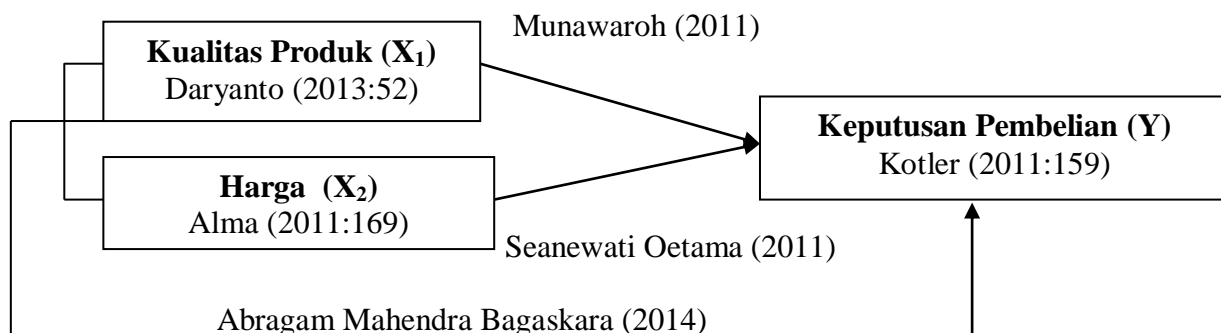 Munawaroh (2011)
Kualitas Produk (X₁)
Daryanto (2013:52)
Keputusan Pembelian (Y)
Kotler (2011:159)
Harga (X₂)
Alma (2011:169)
Seanewati Oetama (2011)
Abragam Mahendra Bagaskara (2014)